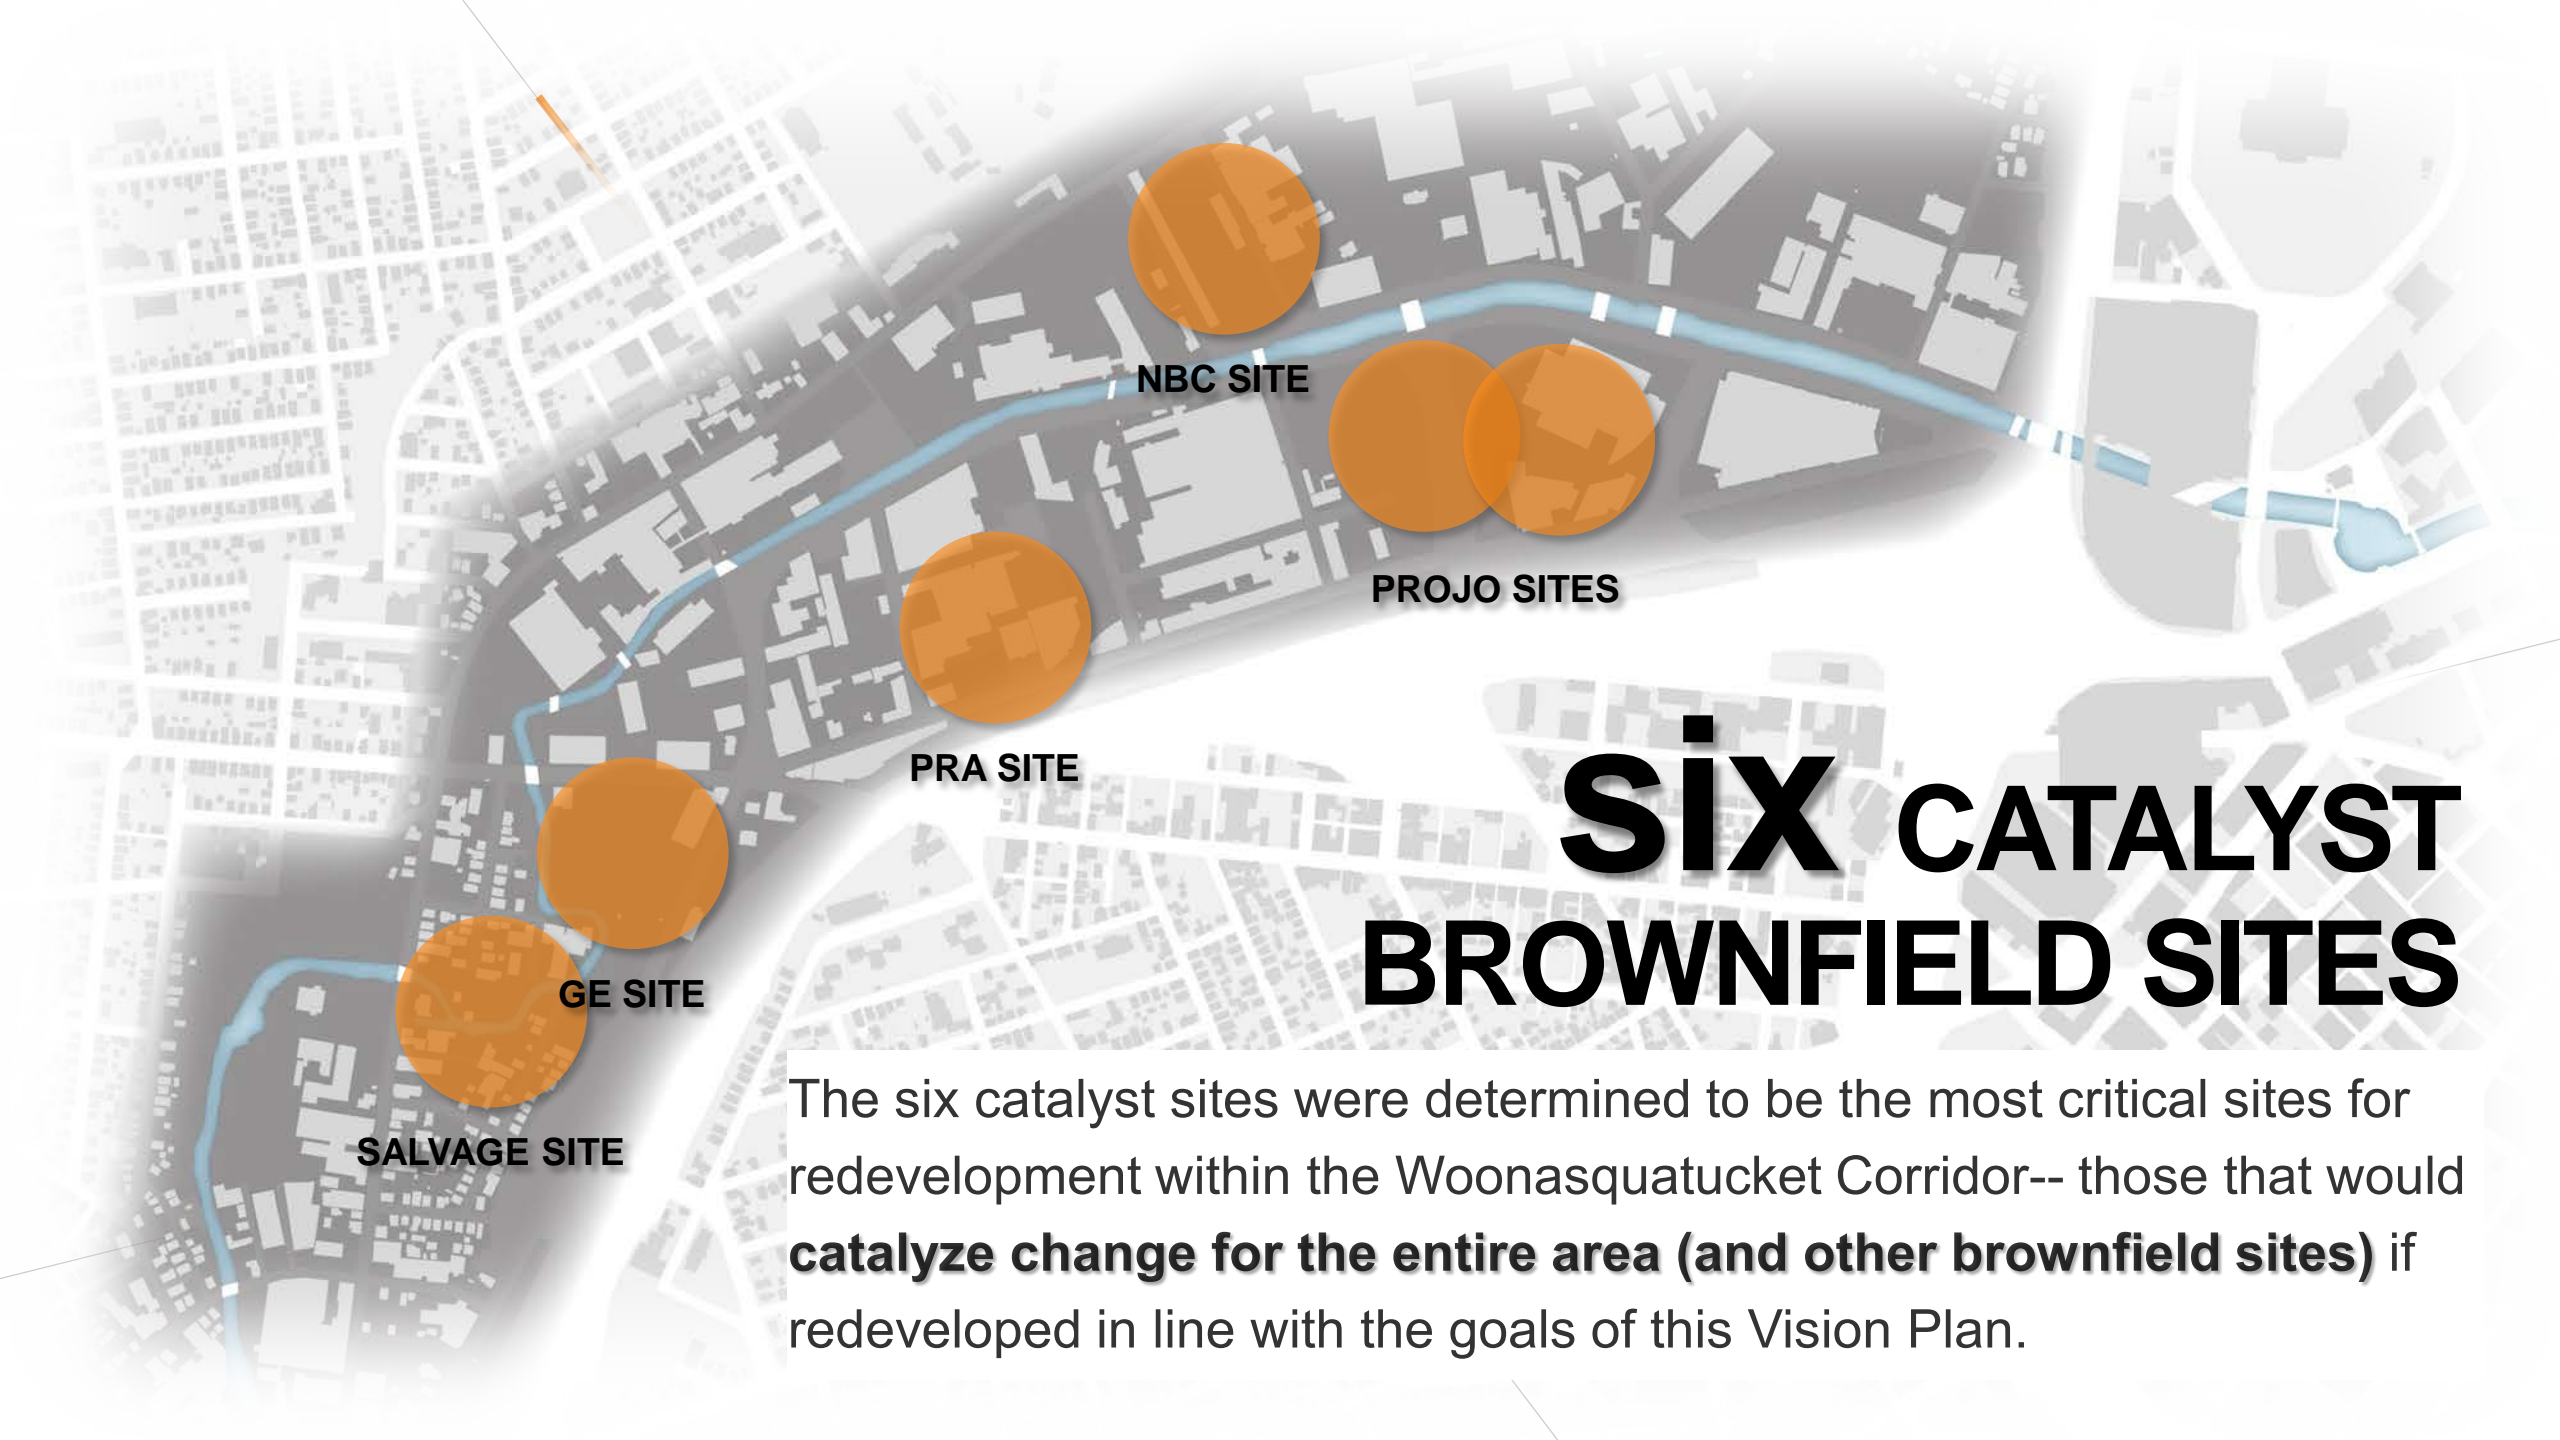 NBC SITE
PROJO SITES
PRA SITE
GE SITE
SALVAGE SITE
six CATALYST
BROWNFIELD SITES
The six catalyst sites were determined to be the most critical sites for
redevelopment within the Woonasquatucket Corridor-- those that would
catalyze change for the entire area (and other brownfield sites) if
redeveloped in line with the goals of this Vision Plan.